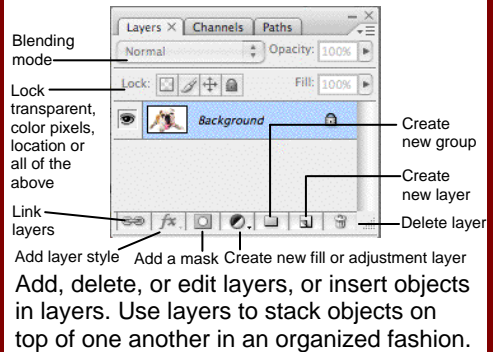 Layers × Channels Paths
Blending
mode
Normal Opacity: 100%
Lock: Fill: 100%
Lock
transparent,
color pixels,
location or
all of the
above
Background
Create
new group
Create
new layer
Link
layers
fx
Delete layer
Add layer style Add a mask Create new fill or adjustment layer
Add, delete, or edit layers, or insert objects
in layers. Use layers to stack objects on
top of one another in an organized fashion.